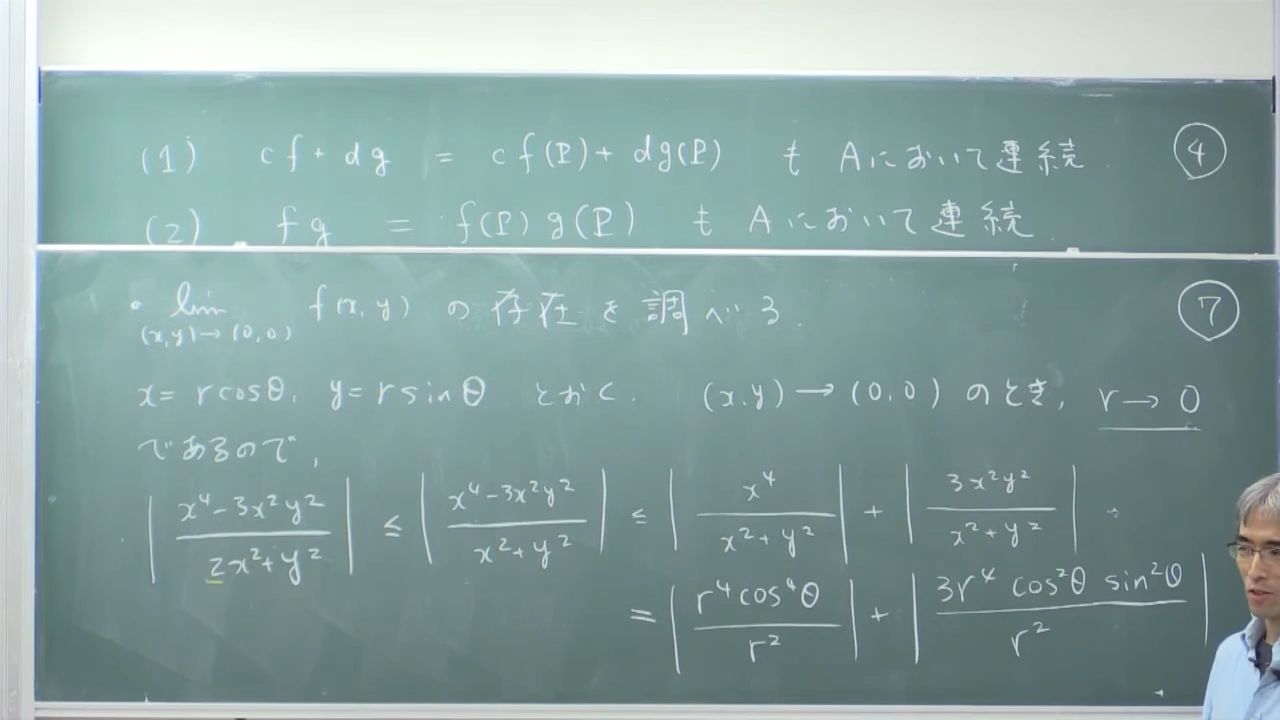 (1) cf + dg = cf(P) + dg(P) も Aにおいて連続. ④
(2) fg = f(P) g(P) も Aにおいて連続.
・lim f(x,y) の存在を調べる. ⑦
(x,y)→(0,0)
x = r cosθ, y = r sinθ とおく. (x,y)→(0,0) のとき, r→0
であるので,
|(x⁴-3x²y²)/(2x²+y²)| ≤ |(x⁴-3x²y²)/(x²+y²)| ≤ |x⁴/(x²+y²)| + |3x²y²/(x²+y²)|
= |r⁴cos⁴θ/r²| + |3r⁴ cos²θ sin²θ/r²|